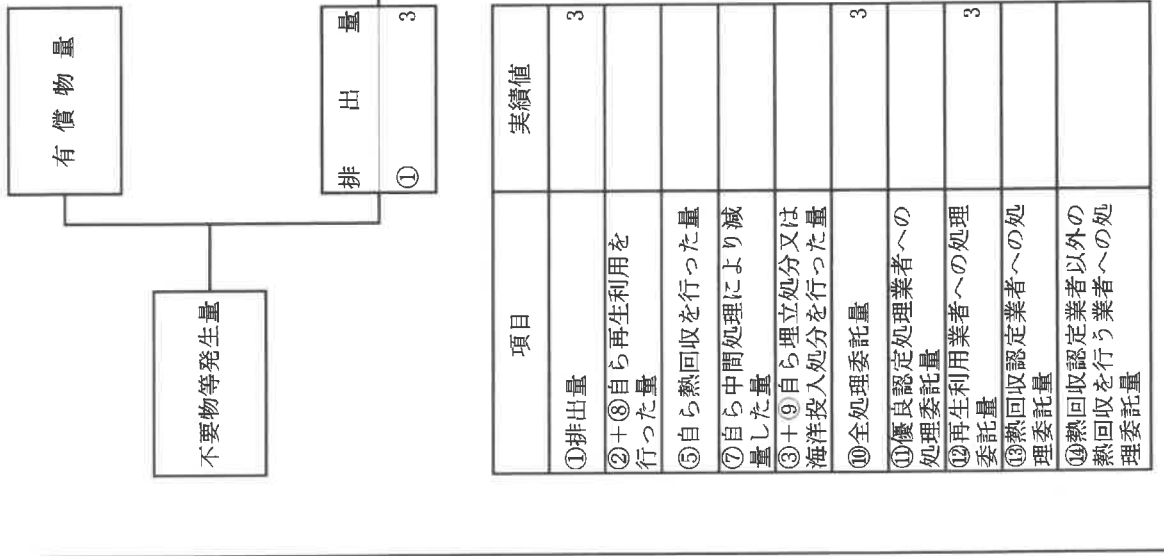 有償物量
不要物等発生量
排出量
① 3
項目 実績値
①排出量 3
②＋⑧自ら再生利用を
行った量
⑤自ら熱回収を行った量
⑦自ら中間処理により減
量した量
③＋⑨自ら埋立処分又は
海洋投入処分を行った量
⑩全処理委託量 3
⑪優良認定処理業者への
処理委託量
⑫再生利用業者への処理
委託量 3
⑬熱回収認定業者への処
理委託量
⑭熱回収認定業者以外の
熱回収を行う業者への処
理委託量